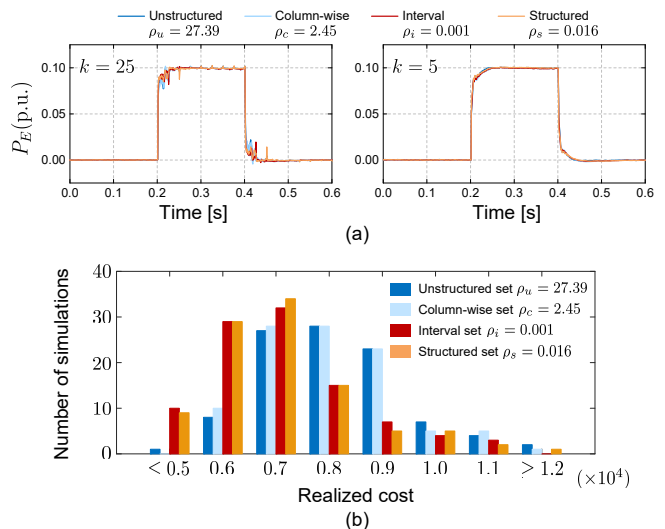 (a)
Unstructured
ρu = 27.39
Column-wise
ρc = 2.45
Interval
ρi = 0.001
Structured
ρs = 0.016
PE(p.u.)
k = 25
0.10
0.05
0.00
0.0 0.1 0.2 0.3 0.4 0.5 0.6
Time [s]
k = 5
0.10
0.05
0.00
0.0 0.1 0.2 0.3 0.4 0.5 0.6
Time [s]
(a)
Number of simulations
40
30
20
10
0
Unstructured set ρu = 27.39
Column-wise set ρc = 2.45
Interval set ρi = 0.001
Structured set ρs = 0.016
< 0.5 0.6 0.7 0.8 0.9 1.0 1.1 > 1.2 (×10^4)
Realized cost
(b)